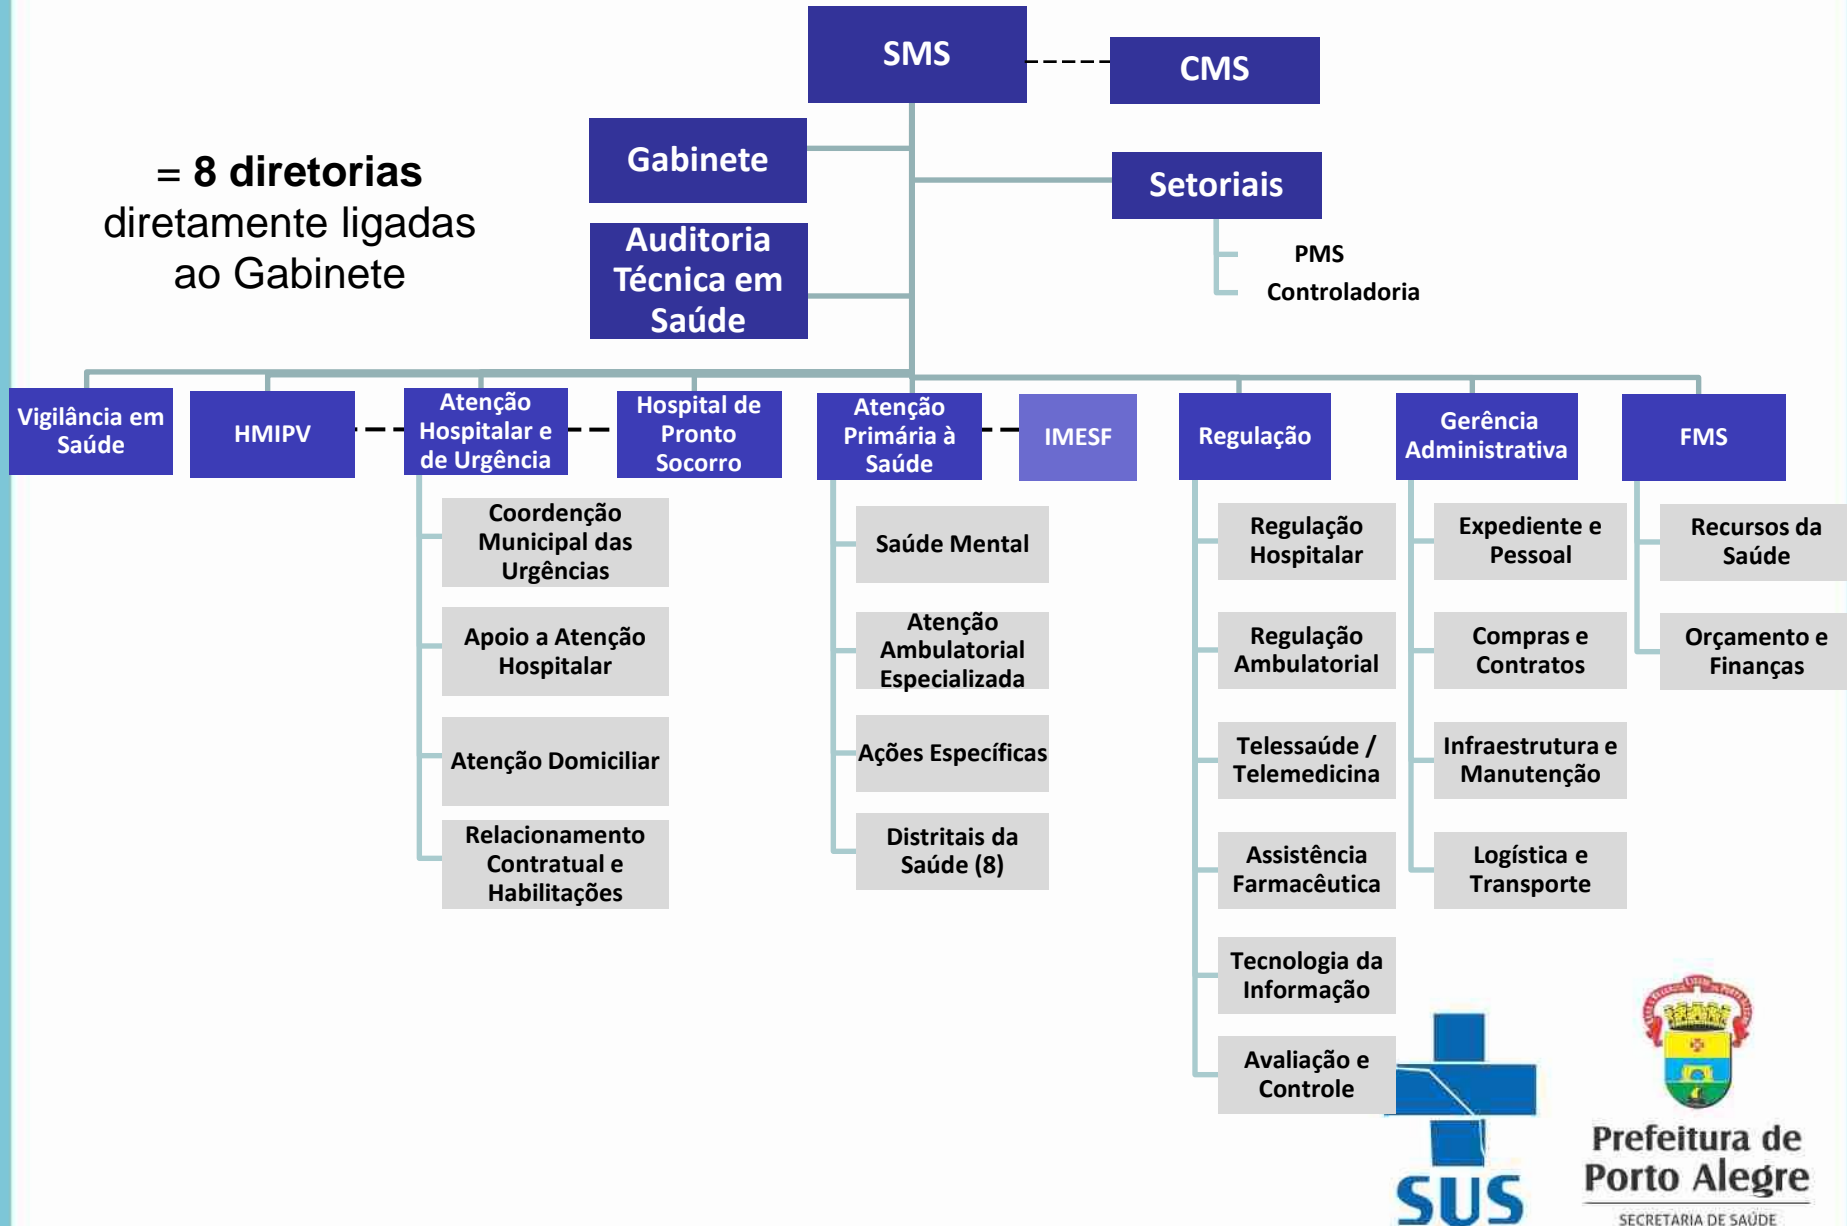 SMS
CMS
= 8 diretorias
diretamente ligadas
ao Gabinete
Gabinete
Setoriais
Auditoria
Técnica em
Saúde
PMS
Controladoria
Vigilância em
Saúde
HMIPV
Atenção
Hospitalar e
de Urgência
Hospital de
Pronto
Socorro
Atenção
Primária à
Saúde
IMESF
Regulação
Gerência
Administrativa
FMS
Coordenção
Municipal das
Urgências
Apoio a Atenção
Hospitalar
Atenção Domiciliar
Relacionamento
Contratual e
Habilitações
Saúde Mental
Atenção
Ambulatorial
Especializada
Ações Específicas
Distritais da
Saúde (8)
Regulação
Hospitalar
Regulação
Ambulatorial
Telessaúde /
Telemedicina
Assistência
Farmacêutica
Tecnologia da
Informação
Avaliação e
Controle
Expediente e
Pessoal
Compras e
Contratos
Infraestrutura e
Manutenção
Logística e
Transporte
Recursos da
Saúde
Orçamento e
Finanças
SUS
Prefeitura de
Porto Alegre
SECRETARIA DE SAÚDE